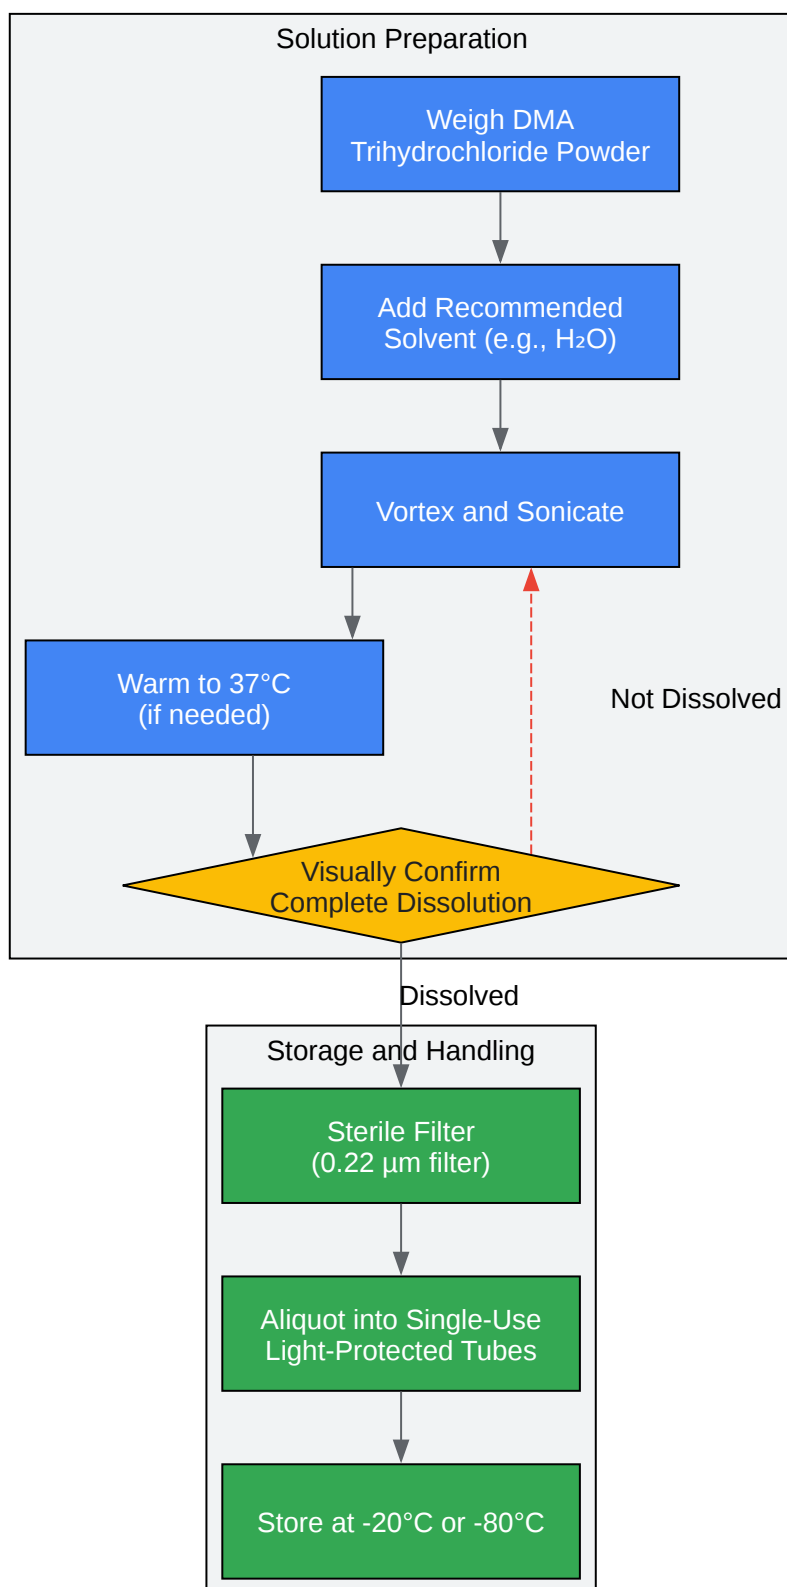 Solution Preparation
Weigh DMA
Trihydrochloride Powder
Add Recommended
Solvent (e.g., H₂O)
Vortex and Sonicate
Warm to 37°C
(if needed)
Not Dissolved
Visually Confirm
Complete Dissolution
Dissolved
Storage and Handling
Sterile Filter
(0.22 µm filter)
Aliquot into Single-Use
Light-Protected Tubes
Store at -20°C or -80°C